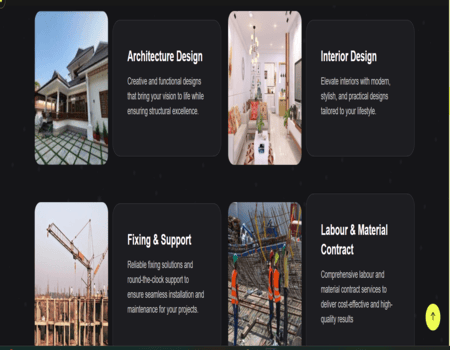 Architecture Design
Creative and functional designs
that bring your vision to life while
ensuring structural excellence.
Interior Design
Elevate interiors with modern,
stylish, and practical designs
tailored to your lifestyle.
Fixing & Support
Reliable fixing solutions and
round-the-clock support to
ensure seamless installation and
maintenance for your projects.
Labour & Material
Contract
Comprehensive labour and
material contract services to
deliver cost-effective and high-
quality results